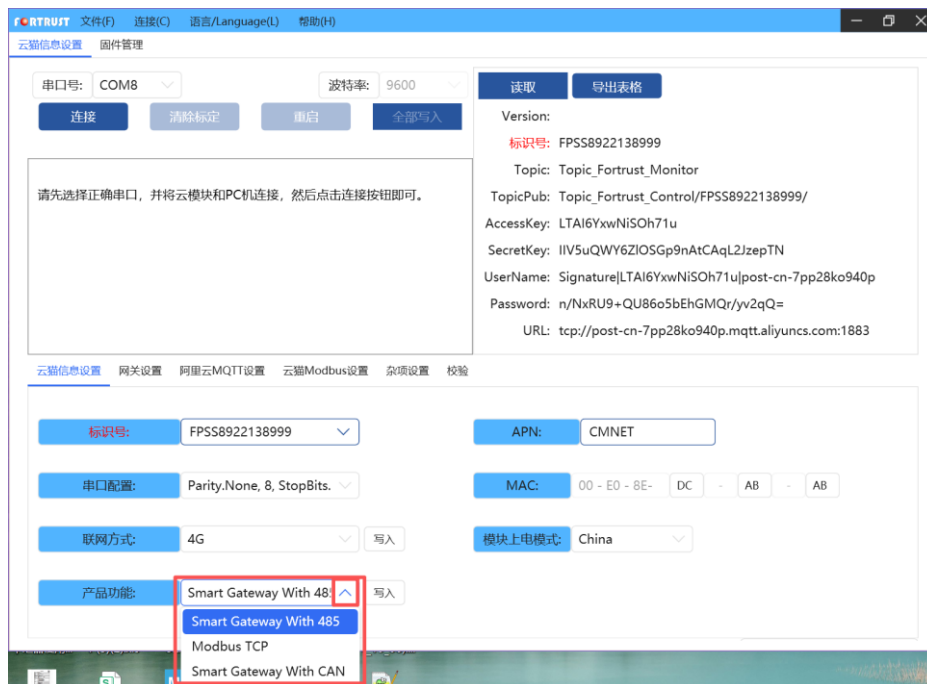 FORTRUST 文件(F) 连接(C) 语言/Language(L) 帮助(H)
云猫信息设置 固件管理
串口号: COM8 波特率: 9600
连接 清除标定 重启 全部写入
请先选择正确串口，并将云模块和PC机连接，然后点击连接按钮即可。
读取 导出表格
Version:
标识号: FPSS8922138999
Topic: Topic_Fortrust_Monitor
TopicPub: Topic_Fortrust_Control/FPSS8922138999/
AccessKey: LTAI6YxwNiSOh71u
SecretKey: IIV5uQWY6ZlOSGp9nAtCAqL2JzepTN
UserName: Signature|LTAI6YxwNiSOh71u|post-cn-7pp28ko940p
Password: n/NxRU9+QU86o5bEhGMQr/yv2qQ=
URL: tcp://post-cn-7pp28ko940p.mqtt.aliyuncs.com:1883
云猫信息设置 网关设置 阿里云MQTT设置 云猫Modbus设置 杂项设置 校验
标识号: FPSS8922138999 APN: CMNET
串口配置: Parity.None, 8, StopBits. MAC: 00 - E0 - 8E- DC - AB - AB
联网方式: 4G 写入 模块上电模式: China
产品功能: Smart Gateway With 485 写入
Smart Gateway With 485
Modbus TCP
Smart Gateway With CAN